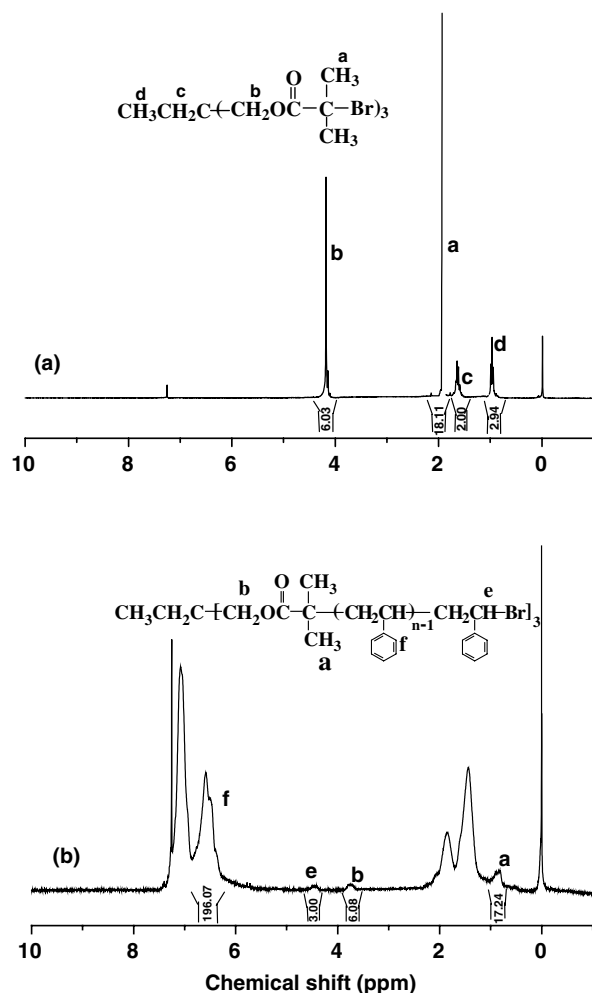 a
O
CH3
d c b
CH3CH2C-(-CH2OC-C-Br)3
CH3
a
b
d
c
(a)
6.03 18.11 2.00 2.94
10 8 6 4 2 0
b O CH3 e
CH3CH2C-[-CH2OC-C-(-CH2CH-)n-1-CH2CH-Br]3
CH3
a f
f
(b)
e b a
196.07 3.00 6.08 17.24
10 8 6 4 2 0
Chemical shift (ppm)